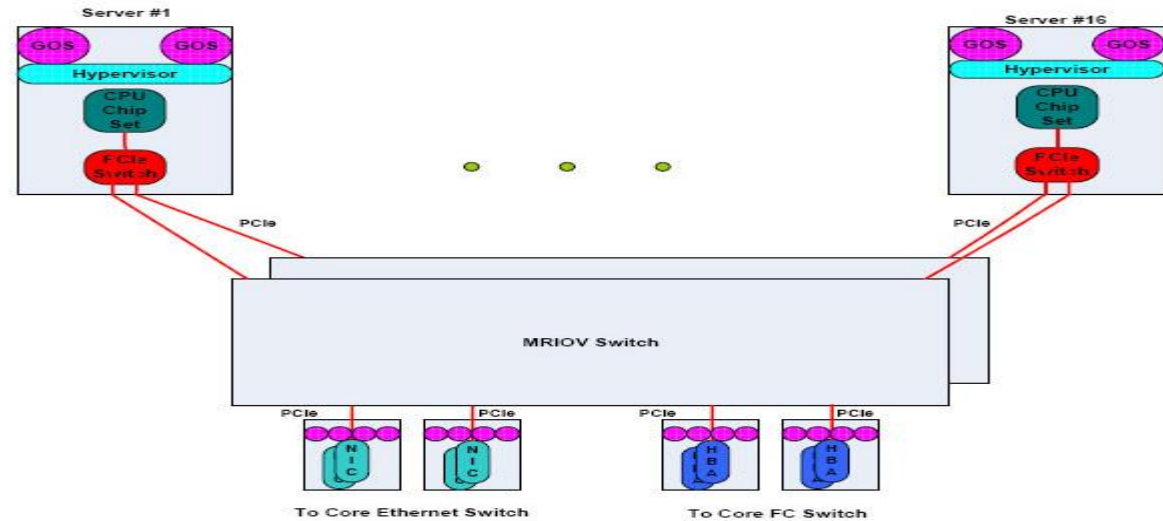 Server #1
Server #16
GOS GOS
GOS GOS
Hypervisor
Hypervisor
CPU
Chip
Set
CPU
Chip
Set
PCIe
Switch
PCIe
Switch
PCIe
PCIe
MRIOV Switch
PCIe
PCIe
PCIe
PCIe
NIC
NIC
HBA
HBA
To Core Ethernet Switch
To Core FC Switch